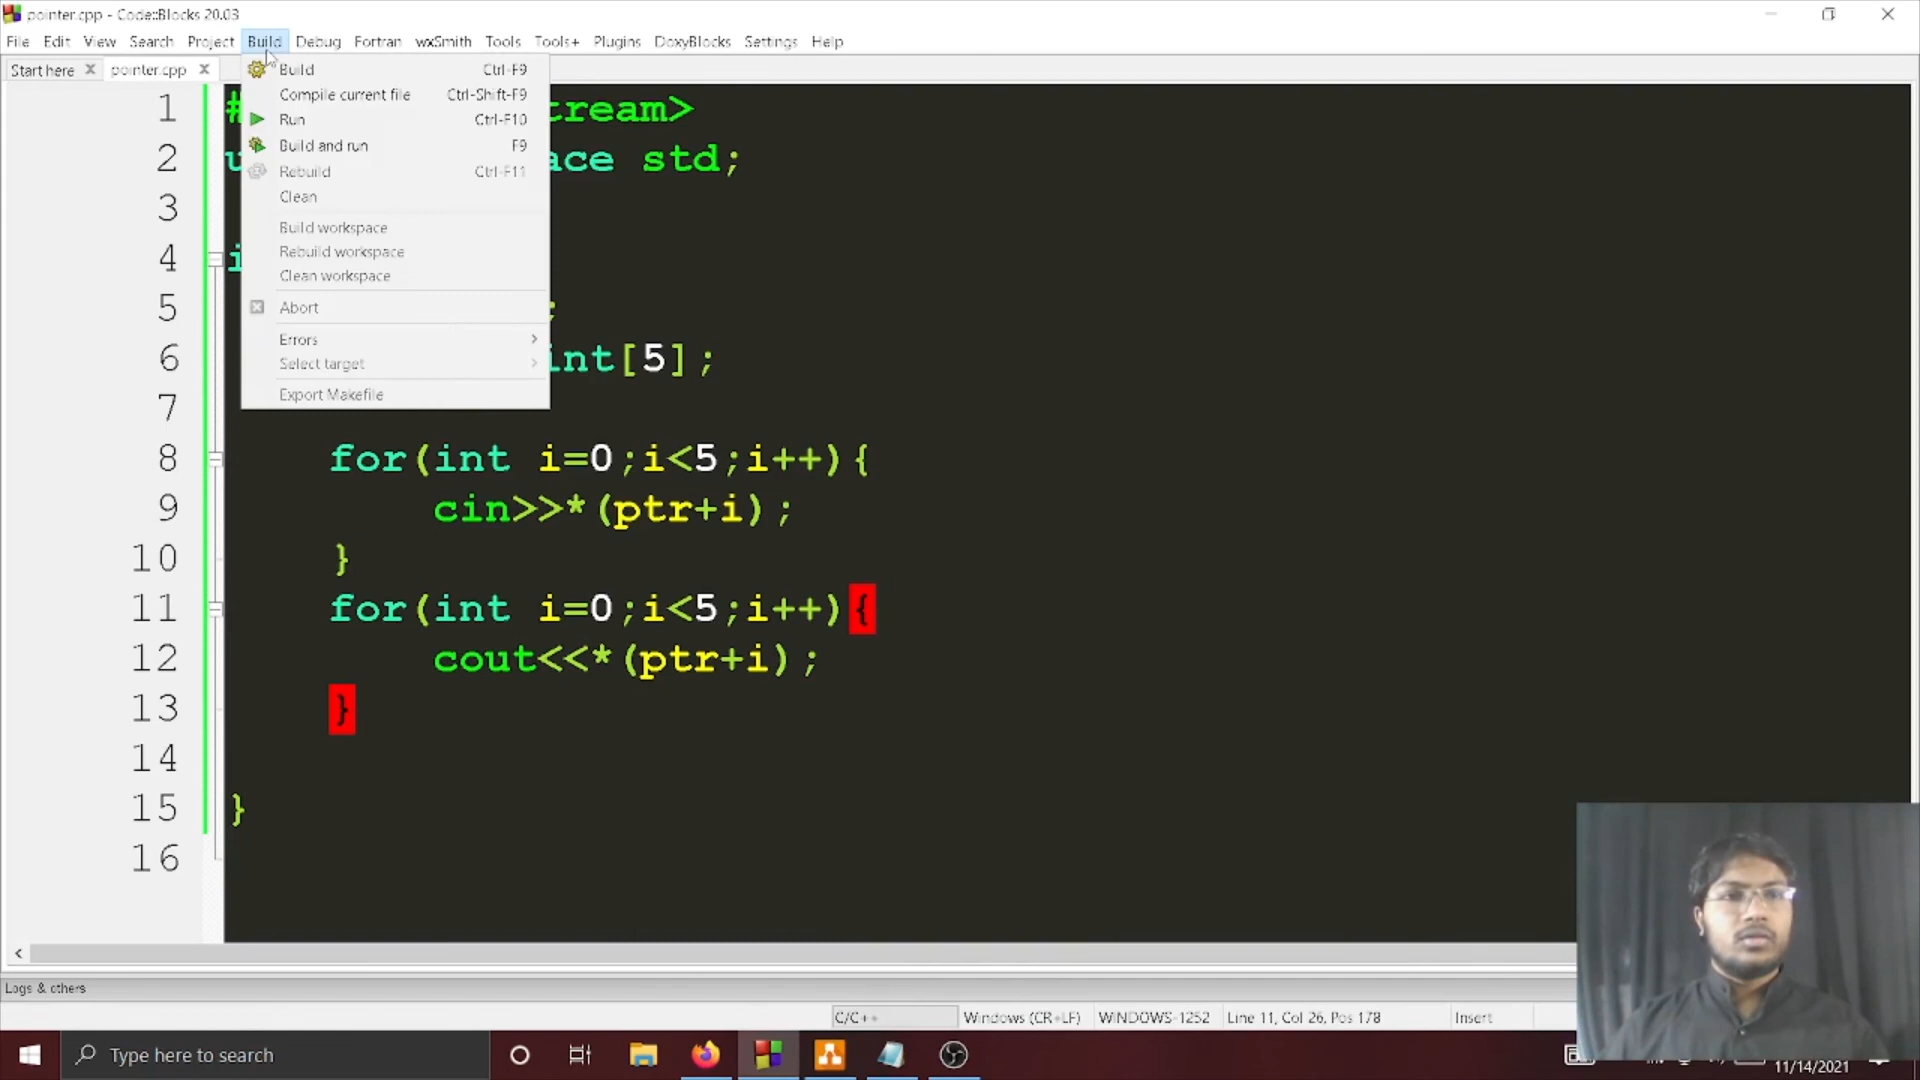 pointer.cpp - Code::Blocks 20.03
File Edit View Search Project Build Debug Fortran wxSmith Tools Tools+ Plugins DoxyBlocks Settings Help
Start here pointer.cpp
Build Ctrl-F9
Compile current file Ctrl-Shift-F9
Run Ctrl-F10
Build and run F9
Rebuild Ctrl-F11
Clean
Build workspace
Rebuild workspace
Clean workspace
Abort
Errors
Select target
Export Makefile
1 # tream>
2 u ace std;
3
4 i
5 ;
6 int[5];
7
8 for(int i=0;i<5;i++){
9 cin>>*(ptr+i);
10 }
11 for(int i=0;i<5;i++){
12 cout<<*(ptr+i);
13 }
14
15 }
16
Logs & others
C/C++ Windows (CR+LF) WINDOWS-1252 Line 11, Col 26, Pos 178 Insert
Type here to search
11/14/2021